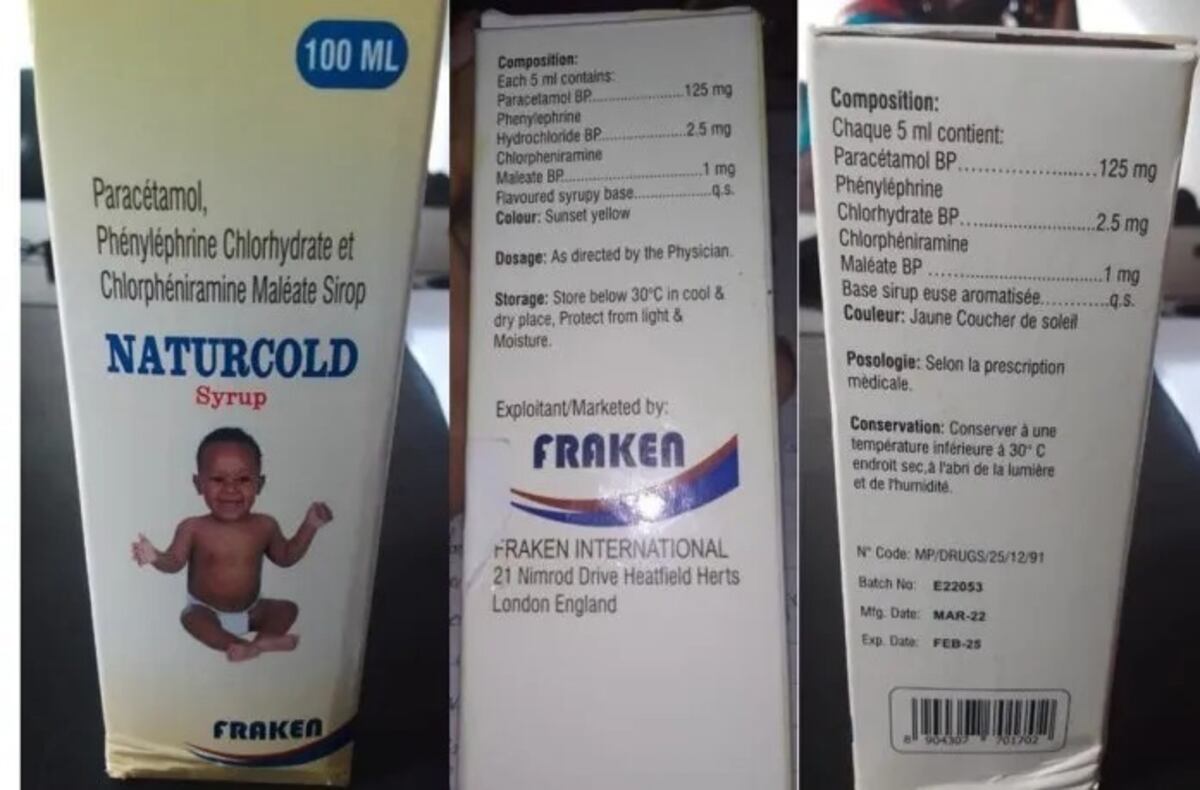 100 ML
Paracétamol,
Phényléphrine Chlorhydrate et
Chlorphéniramine Maléate Sirop
NATURCOLD
Syrup
FRAKEN
Composition:
Each 5 ml contains:
Paracetamol BP..........................125 mg
Phenylephrine
Hydrochloride BP.......................2.5 mg
Chlorpheniramine
Maleate BP...................................1 mg
Flavoured syrupy base....................q.s.
Colour: Sunset yellow
Dosage: As directed by the Physician.
Storage: Store below 30°C in cool &
dry place, Protect from light &
Moisture.
Exploitant/Marketed by:
FRAKEN
FRAKEN INTERNATIONAL
21 Nimrod Drive Heatfield Herts
London England
Composition:
Chaque 5 ml contient:
Paracétamol BP..........................125 mg
Phényléphrine
Chlorhydrate BP..........................2.5 mg
Chlorphéniramine
Maléate BP ...................................1 mg
Base sirup euse aromatisée..............q.s.
Couleur: Jaune Coucher de soleil
Posologie: Selon la prescription
mèdicale.
Conservation: Conserver à une
température inférieure à 30° C
endroit sec,à l'abri de la lumière
et de l'humidité.
N° Code: MP/DRUGS/25/12/91
Batch No: E22053
Mfg. Date: MAR-22
Exp. Date: FEB-25
8 904307 701702